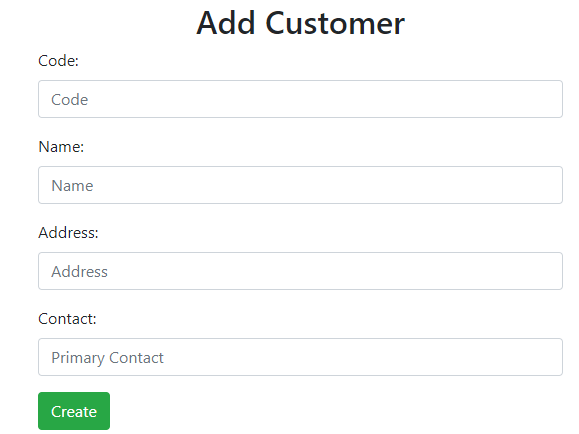 Add Customer
Code:
Code
Name:
Name
Address:
Address
Contact:
Primary Contact
Create